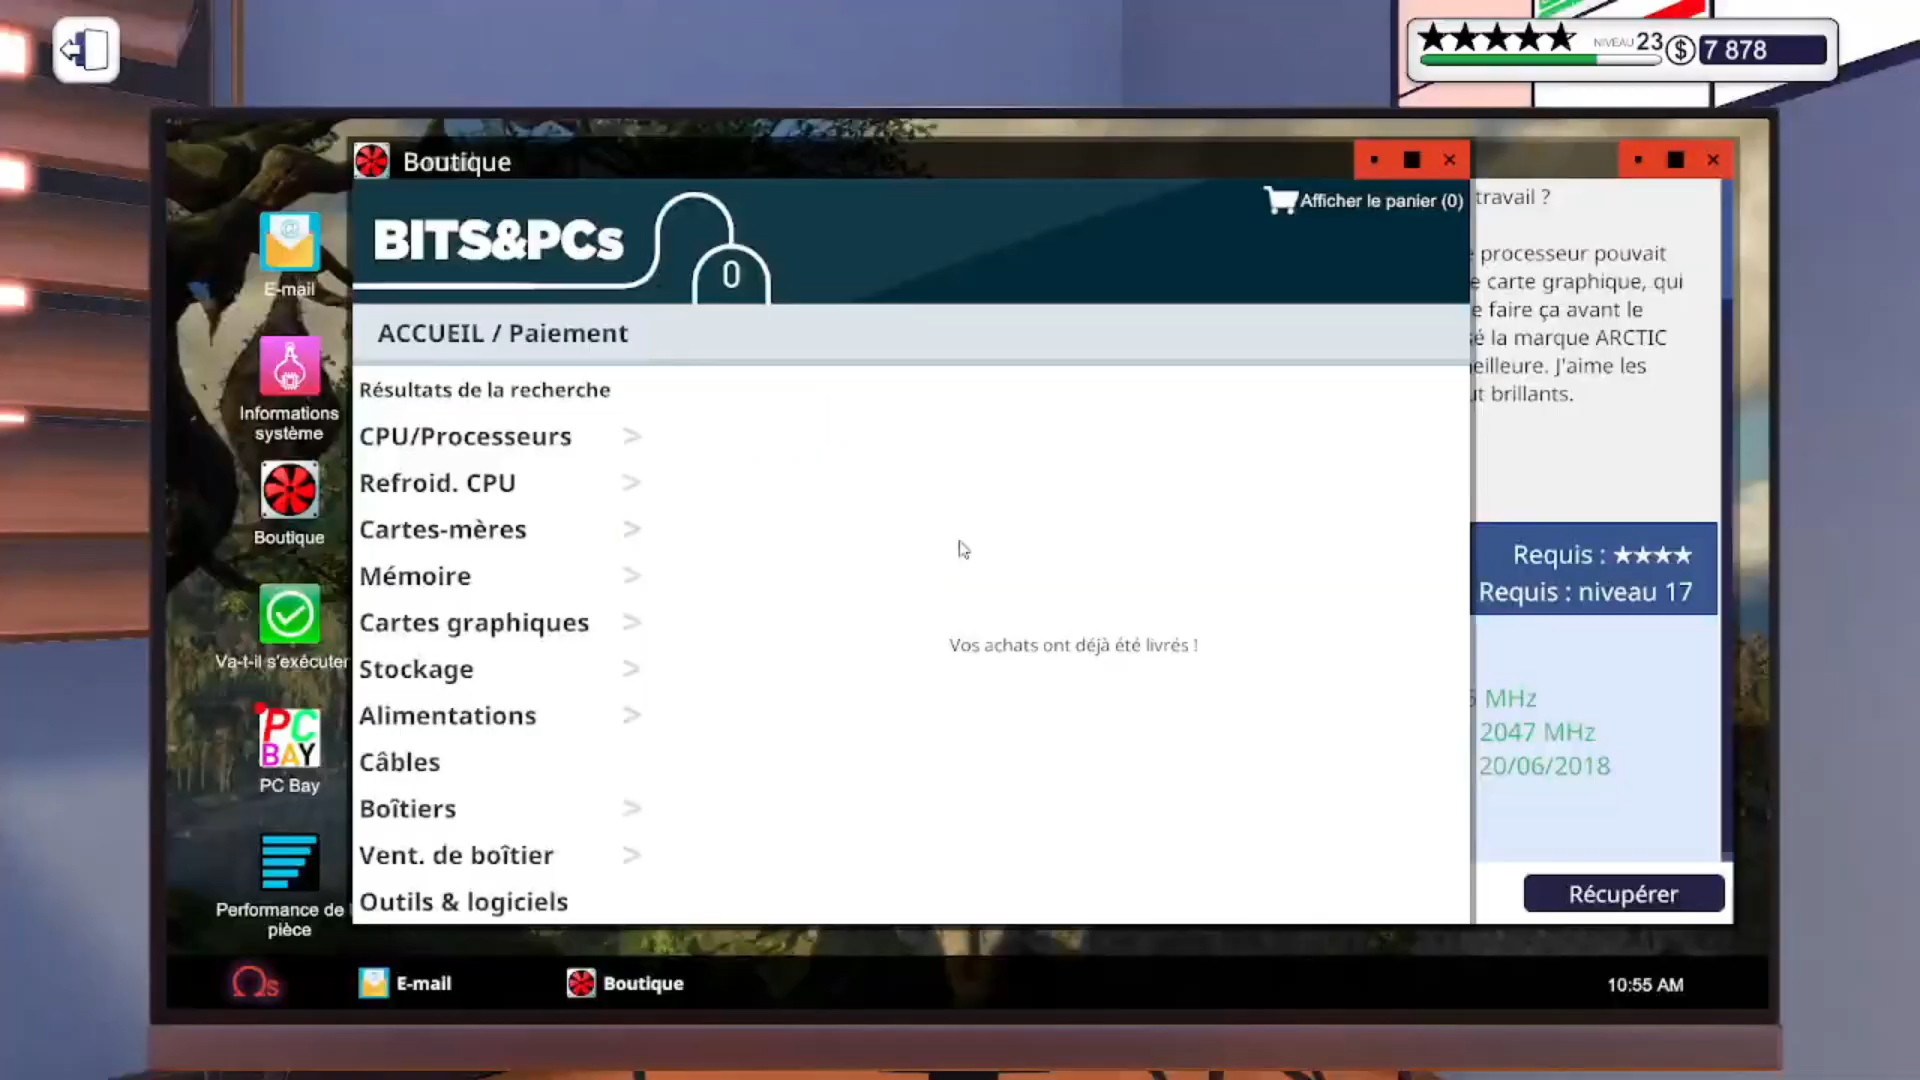 NIVEAU 23
$ 7 878
Boutique
BITS&PCs
Afficher le panier (0)
ACCUEIL / Paiement
Résultats de la recherche
CPU/Processeurs >
Refroid. CPU >
Cartes-mères >
Mémoire >
Cartes graphiques >
Stockage >
Alimentations >
Câbles
Boîtiers >
Vent. de boîtier >
Outils & logiciels
Vos achats ont déjà été livrés !
travail ?
processeur pouvait
e carte graphique, qui
e faire ça avant le
é la marque ARCTIC
eilleure. J'aime les
ut brillants.
Requis : ★★★★
Requis : niveau 17
MHz
2047 MHz
20/06/2018
Récupérer
E-mail
Informations
système
Boutique
Va-t-il s'exécuter
PC
BAY
PC Bay
Performance de
pièce
Ωs
E-mail
Boutique
10:55 AM